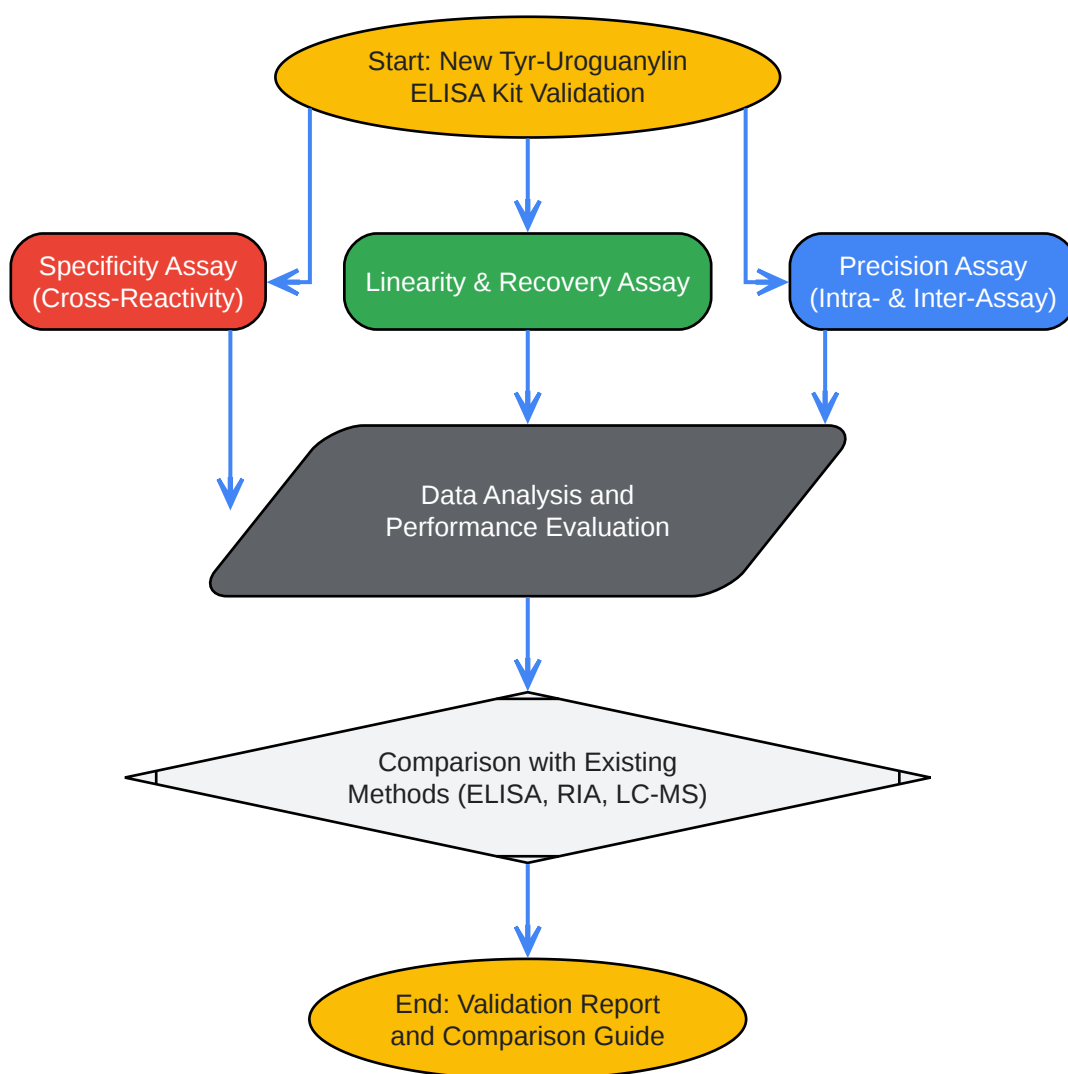 Start: New Tyr-Uroguanylin
ELISA Kit Validation
Specificity Assay
(Cross-Reactivity)
Linearity & Recovery Assay
Precision Assay
(Intra- & Inter-Assay)
Data Analysis and
Performance Evaluation
Comparison with Existing
Methods (ELISA, RIA, LC-MS)
End: Validation Report
and Comparison Guide